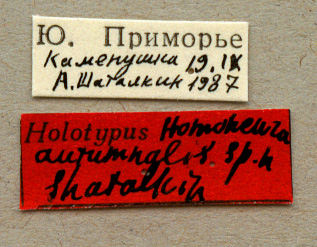 Ю. Приморье
Каменушка 19.IX
А.Шаталкин 1987
Holotypus Homoneura
autumnalis sp.n
Shatalkin